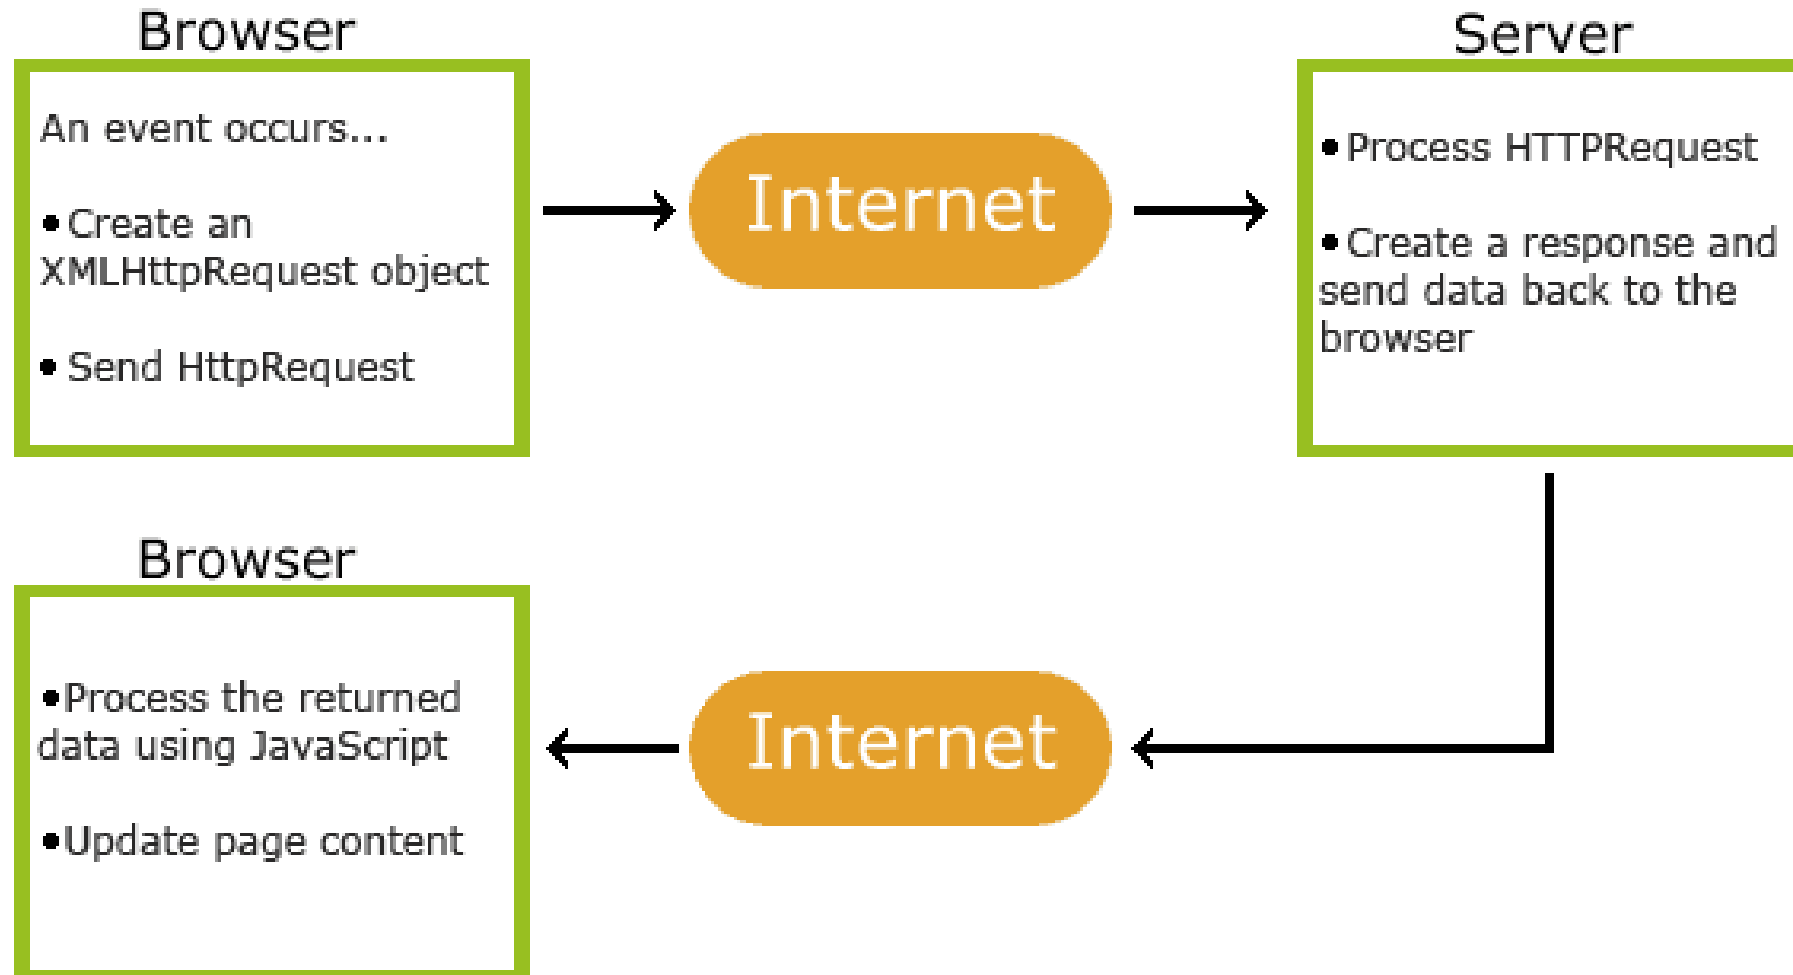 Browser
An event occurs...
•Create an
XMLHttpRequest object
• Send HttpRequest
Internet
Server
•Process HTTPRequest
•Create a response and
send data back to the
browser
Browser
•Process the returned
data using JavaScript
•Update page content
Internet